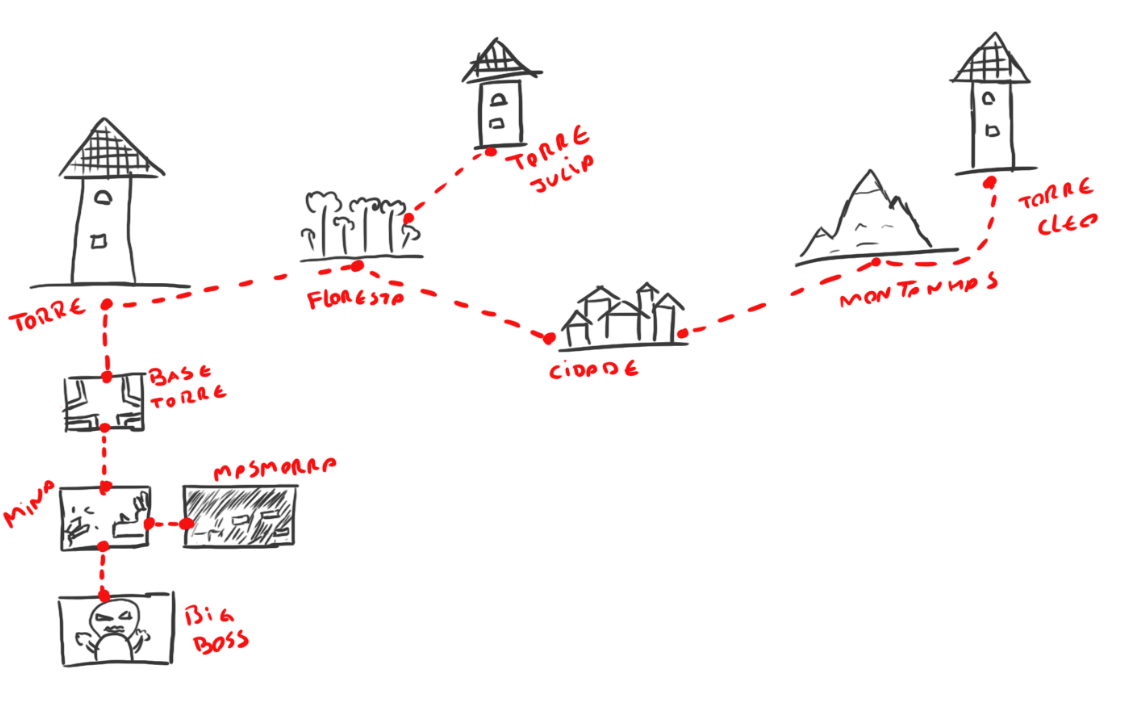 TORRE
JULIA
TORRE
CLEO
FLORESTA
MONTANHAS
TORRE
CIDADE
BASE
TORRE
MASMORRA
MINA
BIG
BOSS